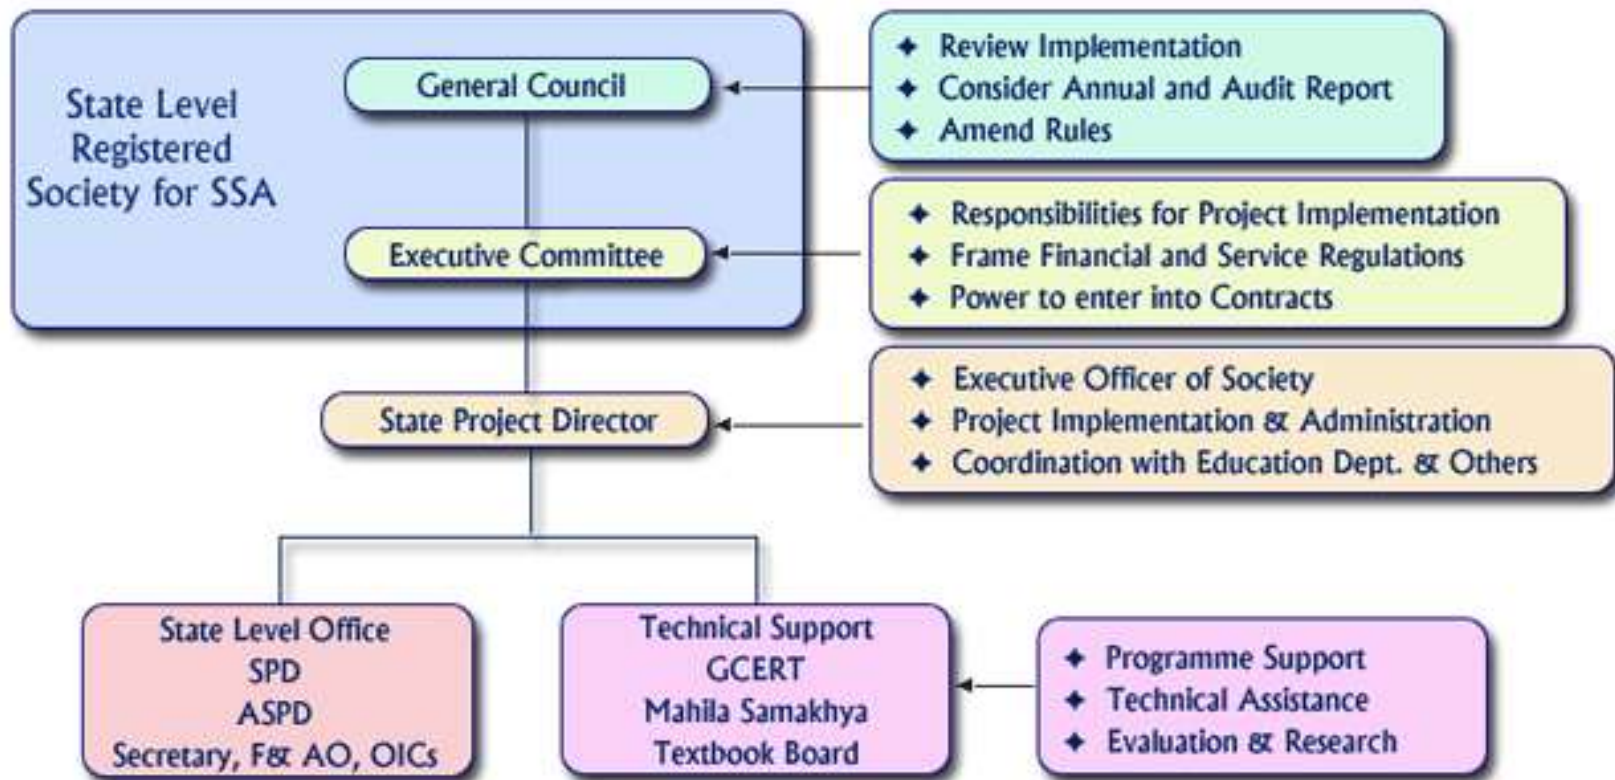 State Level
Registered
Society for SSA
General Council
✦ Review Implementation
✦ Consider Annual and Audit Report
✦ Amend Rules
Executive Committee
✦ Responsibilities for Project Implementation
✦ Frame Financial and Service Regulations
✦ Power to enter into Contracts
State Project Director
✦ Executive Officer of Society
✦ Project Implementation & Administration
✦ Coordination with Education Dept. & Others
State Level Office
SPD
ASPD
Secretary, F& AO, OICs
Technical Support
GCERT
Mahila Samakhya
Textbook Board
✦ Programme Support
✦ Technical Assistance
✦ Evaluation & Research